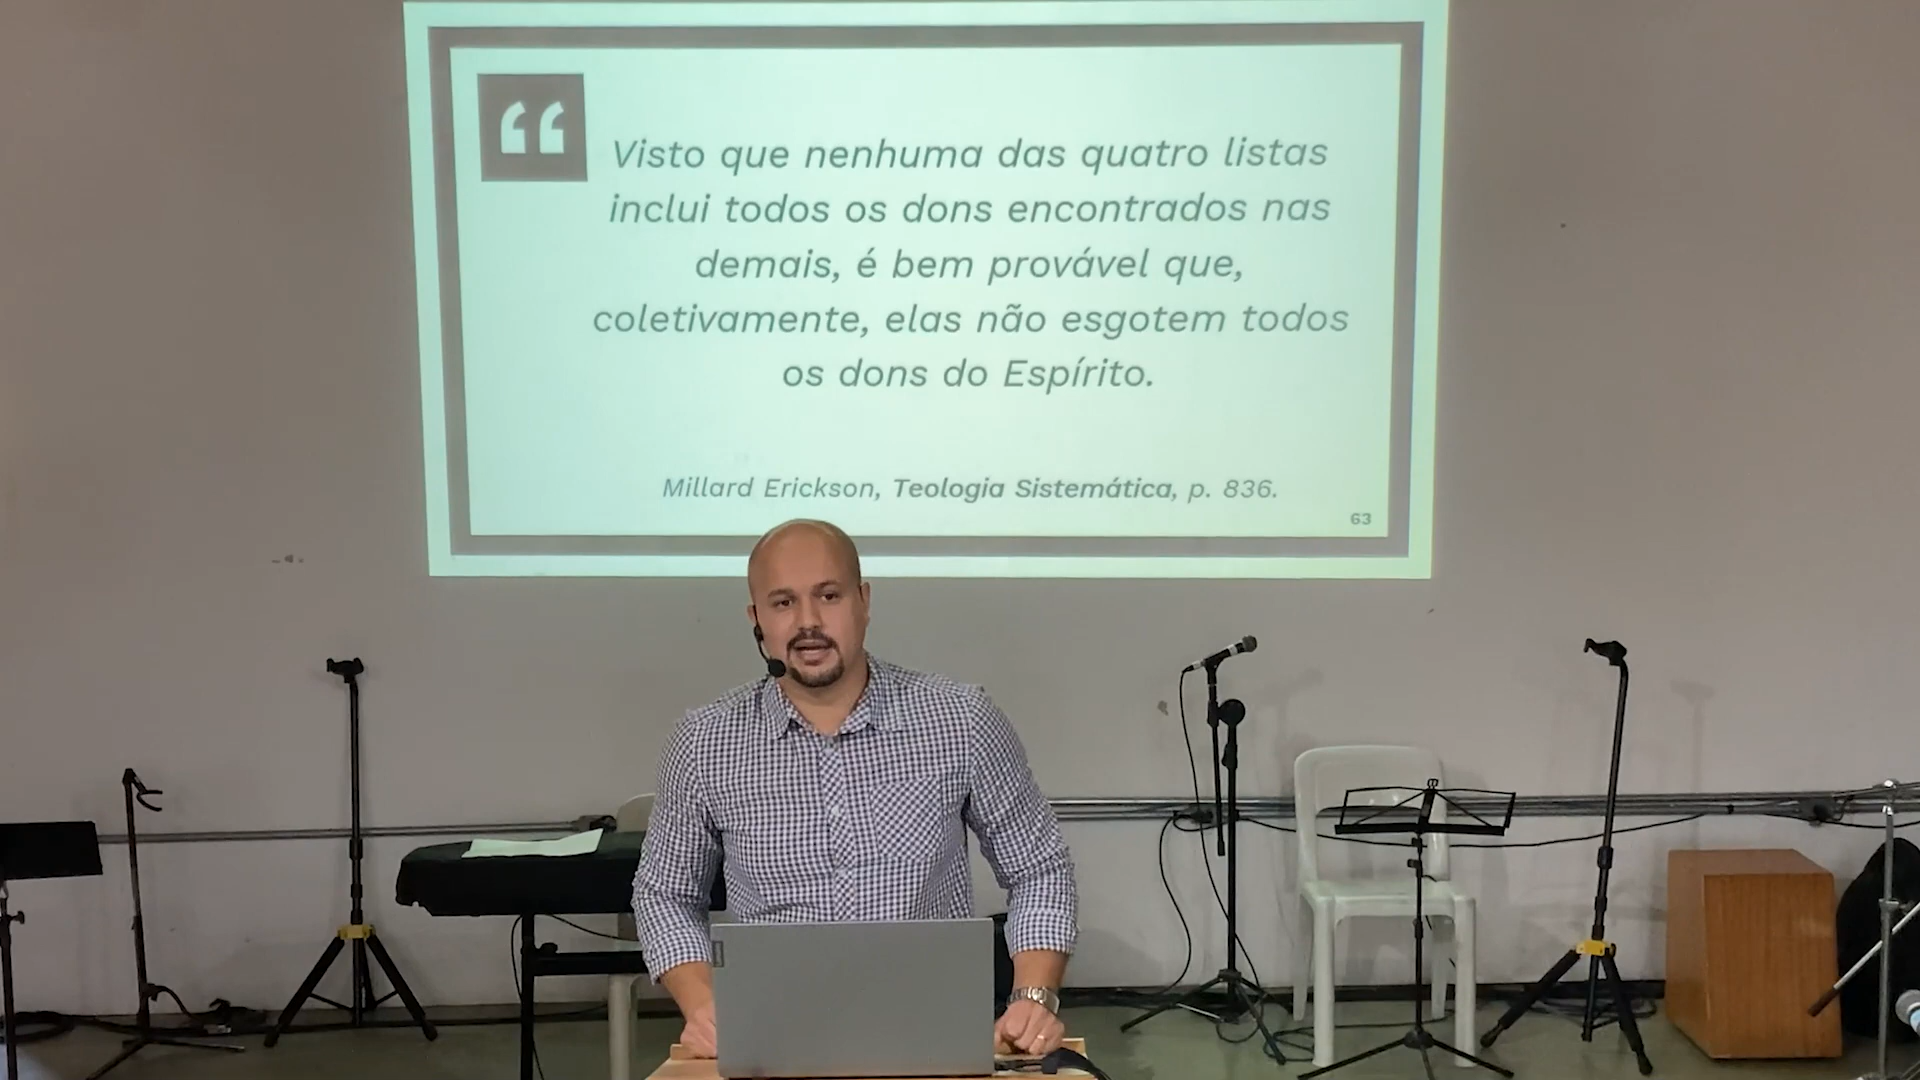 “
Visto que nenhuma das quatro listas
inclui todos os dons encontrados nas
demais, é bem provável que,
coletivamente, elas não esgotem todos
os dons do Espírito.
Millard Erickson, Teologia Sistemática, p. 836.
63